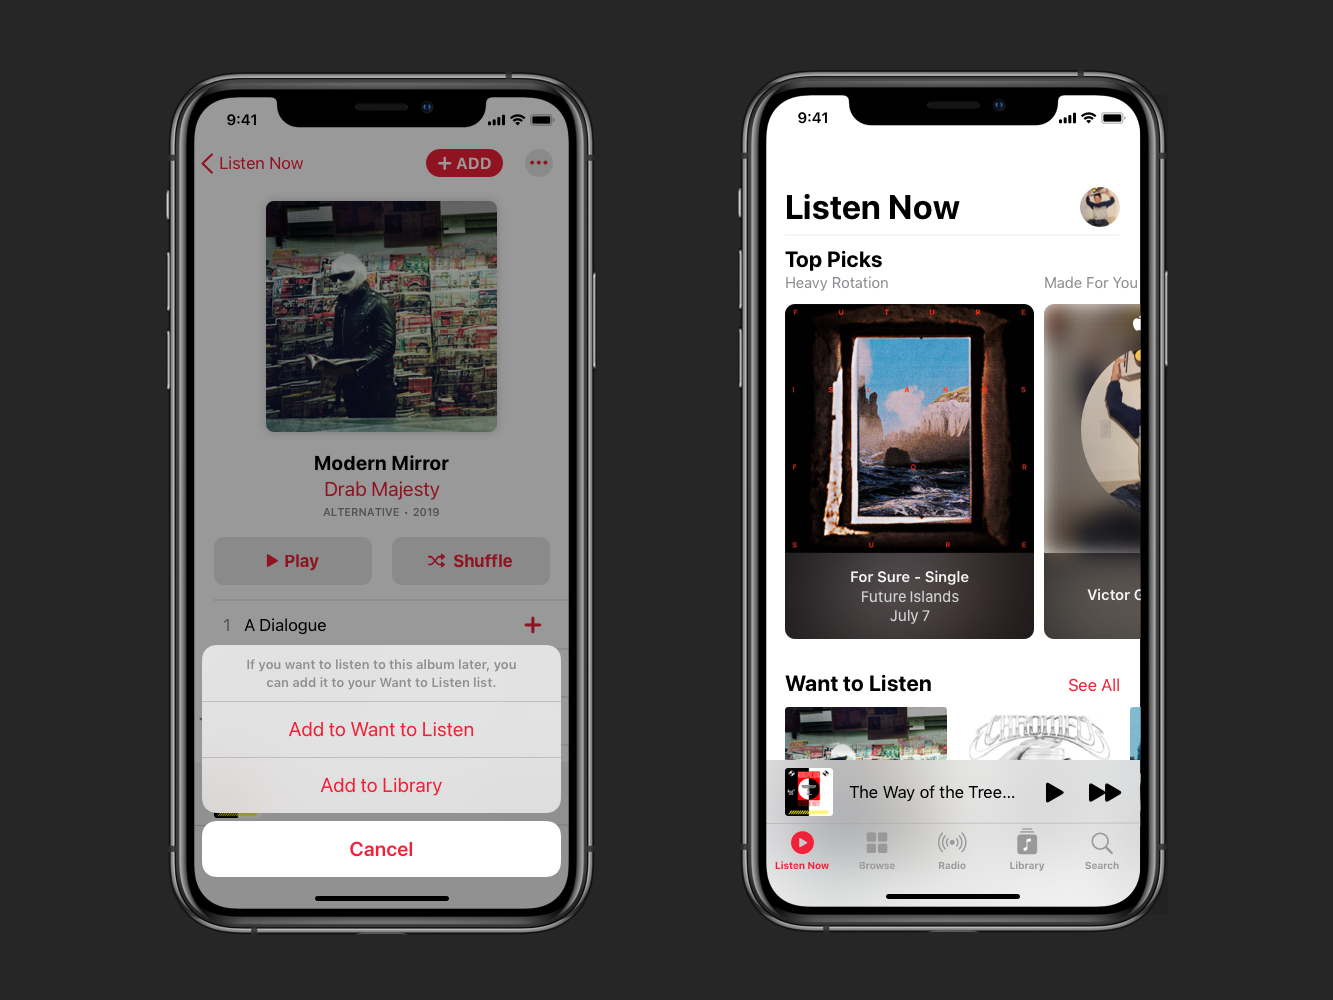 9:41
Listen Now
+ ADD
Modern Mirror
Drab Majesty
ALTERNATIVE • 2019
Play
Shuffle
1 A Dialogue
If you want to listen to this album later, you
can add it to your Want to Listen list.
Add to Want to Listen
Add to Library
Cancel
9:41
Listen Now
Top Picks
Heavy Rotation
Made For You
F U T U R E
I S L A N D S
F O R
S U R E
For Sure - Single
Future Islands
July 7
Victor G
Want to Listen
See All
CHROMEO
The Way of the Tree...
Listen Now
Browse
Radio
Library
Search